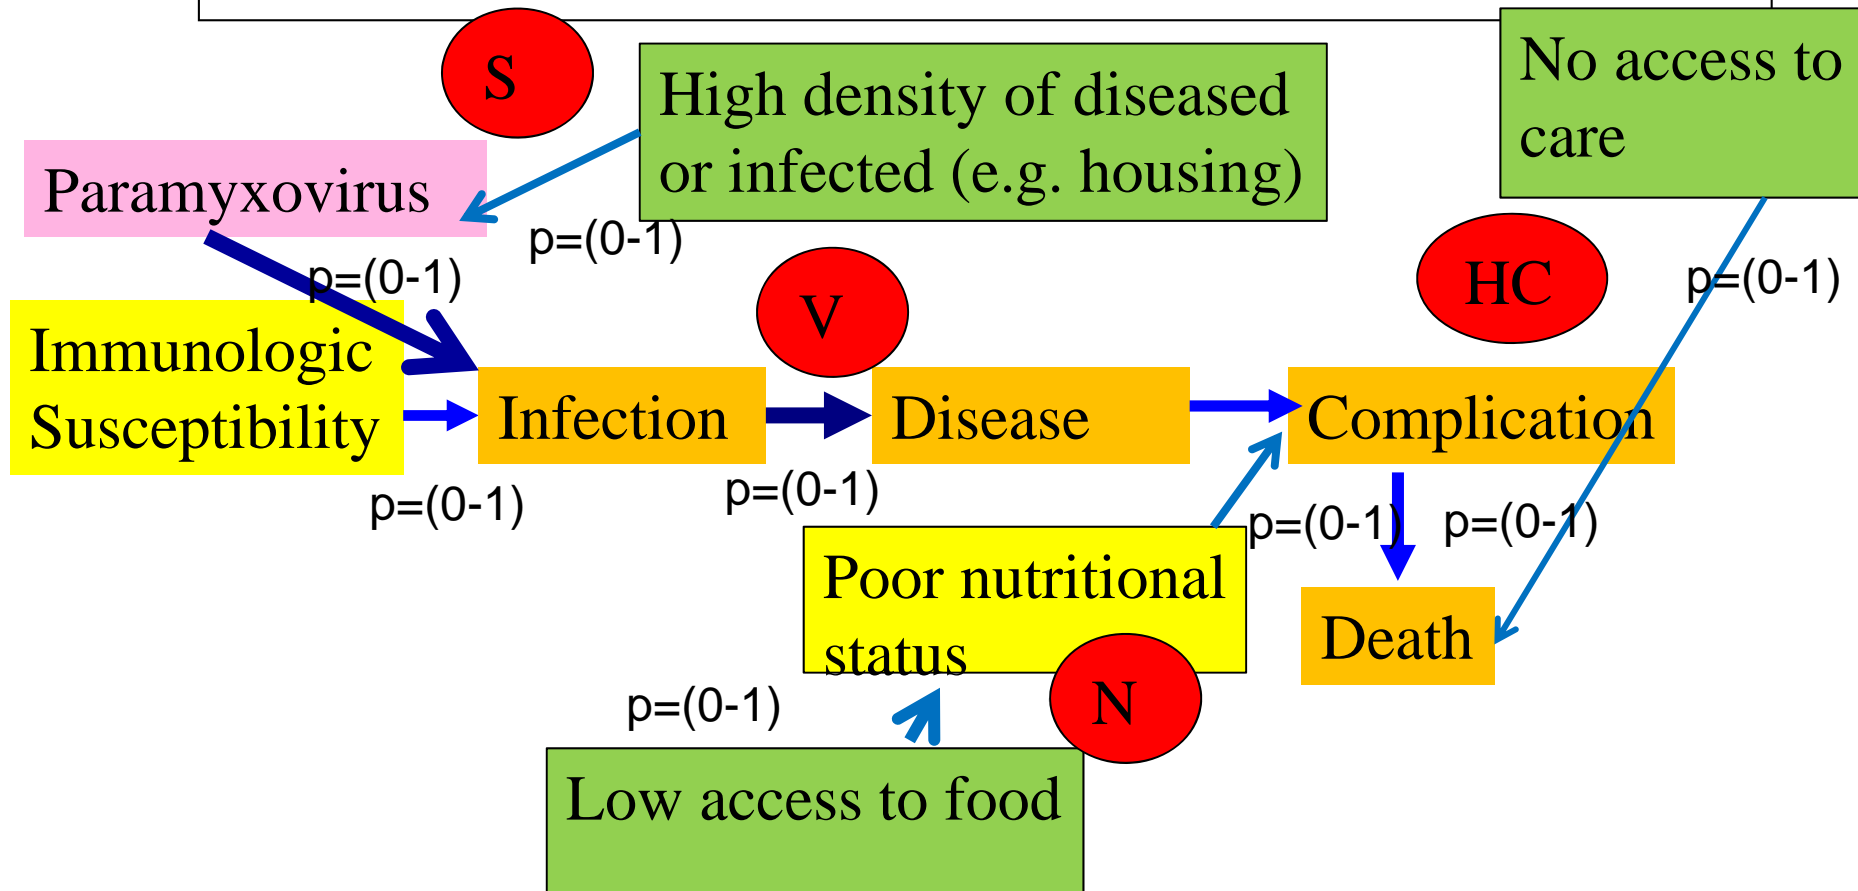 S
High density of diseased
or infected (e.g. housing)
No access to
care
Paramyxovirus
p=(0-1)
p=(0-1)
HC
p=(0-1)
V
Immunologic
Susceptibility
Infection
Disease
Complication
p=(0-1)
p=(0-1)
p=(0-1)
p=(0-1)
Poor nutritional
status
Death
N
p=(0-1)
Low access to food